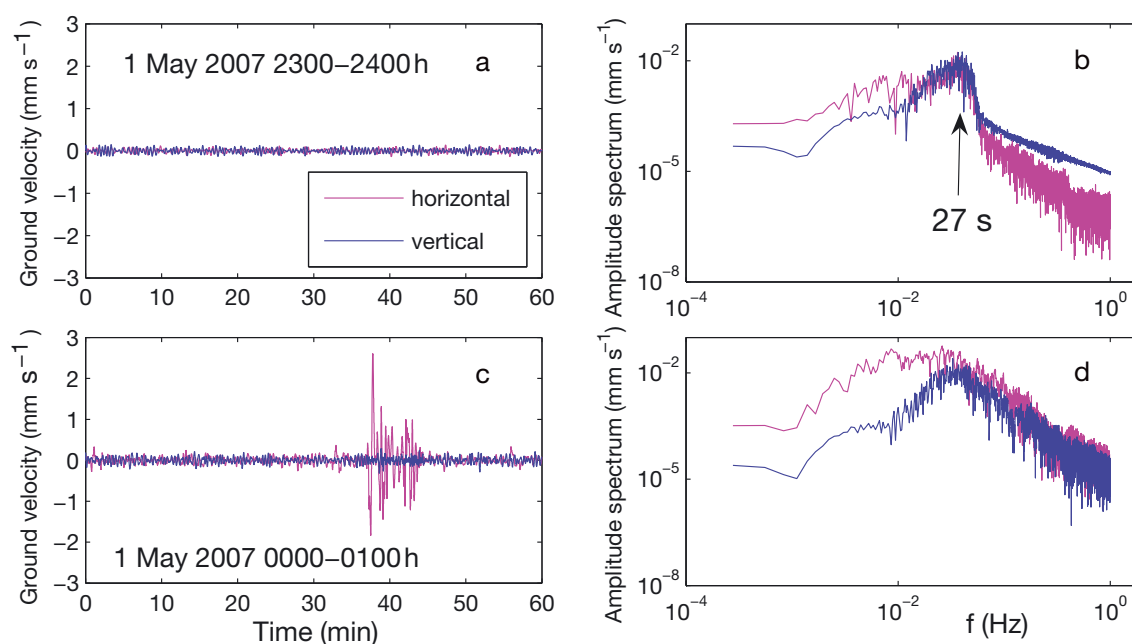 Ground velocity (mm s−1)
3
2
1
0
−1
−2
−3
1 May 2007 2300–2400h
a
horizontal
vertical
0 10 20 30 40 50 60
Amplitude spectrum (mm s−1)
10−2
10−5
10−8
b
27 s
10−4 10−2 100
Ground velocity (mm s−1)
3
2
1
0
−1
−2
−3
c
1 May 2007 0000–0100h
0 10 20 30 40 50 60
Time (min)
Amplitude spectrum (mm s−1)
10−2
10−5
10−8
d
10−4 10−2 100
f (Hz)